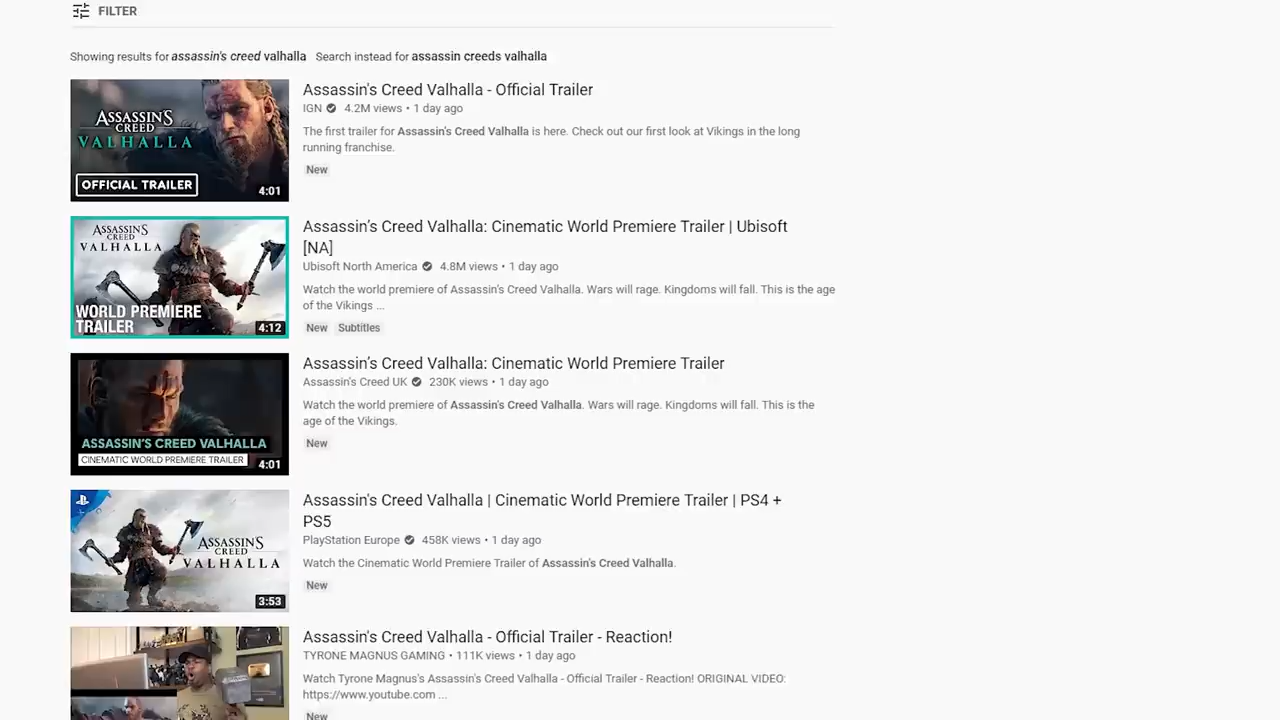 FILTER
Showing results for assassin's creed valhalla Search instead for assassin creeds valhalla
ASSASSIN'S
CREED
VALHALLA
OFFICIAL TRAILER
4:01
Assassin's Creed Valhalla - Official Trailer
IGN 4.2M views • 1 day ago
The first trailer for Assassin's Creed Valhalla is here. Check out our first look at Vikings in the long
running franchise.
New
ASSASSIN'S
CREED
VALHALLA
WORLD PREMIERE
TRAILER
4:12
Assassin’s Creed Valhalla: Cinematic World Premiere Trailer | Ubisoft
[NA]
Ubisoft North America 4.8M views • 1 day ago
Watch the world premiere of Assassin's Creed Valhalla. Wars will rage. Kingdoms will fall. This is the age
of the Vikings ...
New Subtitles
ASSASSIN'S CREED VALHALLA
CINEMATIC WORLD PREMIERE TRAILER
4:01
Assassin’s Creed Valhalla: Cinematic World Premiere Trailer
Assassin's Creed UK 230K views • 1 day ago
Watch the world premiere of Assassin's Creed Valhalla. Wars will rage. Kingdoms will fall. This is the
age of the Vikings.
New
ASSASSIN'S
CREED
VALHALLA
3:53
Assassin's Creed Valhalla | Cinematic World Premiere Trailer | PS4 +
PS5
PlayStation Europe 458K views • 1 day ago
Watch the Cinematic World Premiere Trailer of Assassin's Creed Valhalla.
New
Assassin's Creed Valhalla - Official Trailer - Reaction!
TYRONE MAGNUS GAMING • 111K views • 1 day ago
Watch Tyrone Magnus's Assassin's Creed Valhalla - Official Trailer - Reaction! ORIGINAL VIDEO:
https://www.youtube.com ...
New